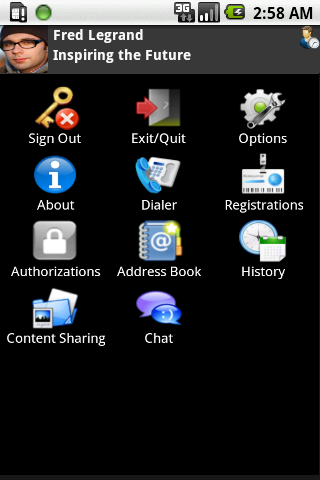 3G
2:58 AM
Fred Legrand
Inspiring the Future
Sign Out
Exit/Quit
Options
About
Dialer
Registrations
Authorizations
Address Book
History
Content Sharing
Chat